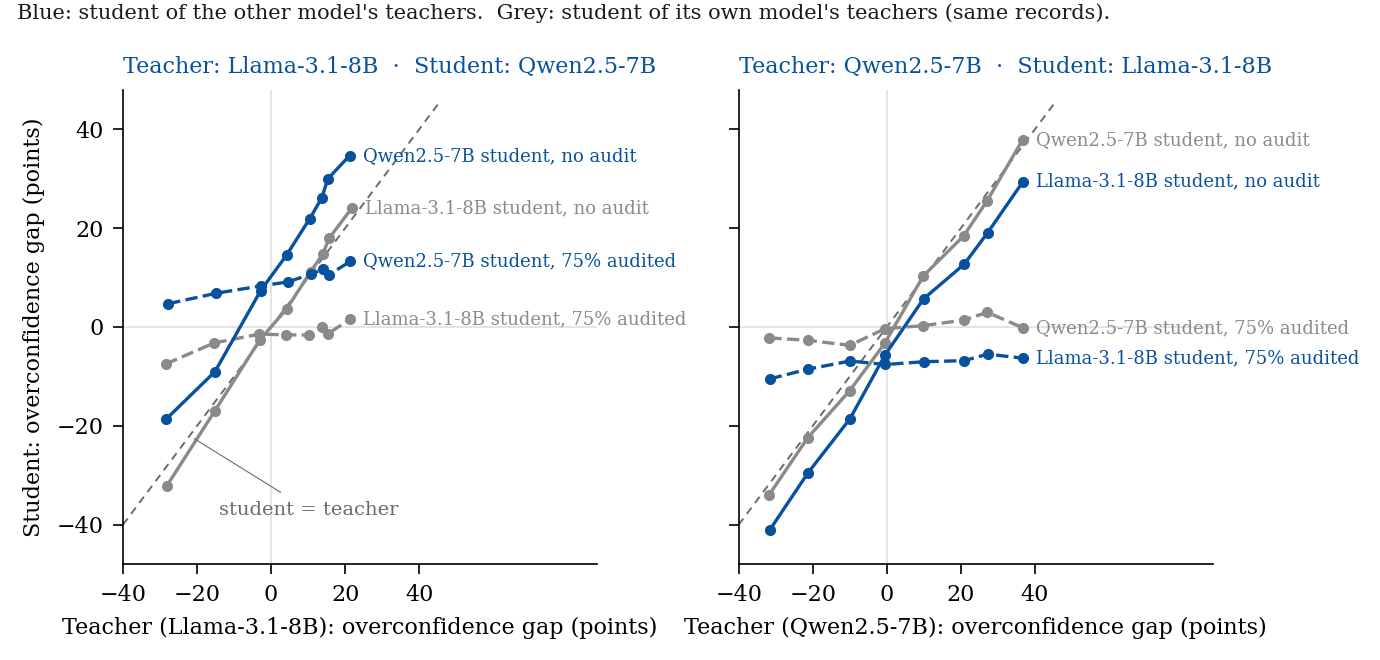 Blue: student of the other model's teachers.  Grey: student of its own model's teachers (same records).
Teacher: Llama-3.1-8B  ·  Student: Qwen2.5-7B
Student: overconfidence gap (points)
40
20
0
−20
−40
Qwen2.5-7B student, no audit
Llama-3.1-8B student, no audit
Qwen2.5-7B student, 75% audited
Llama-3.1-8B student, 75% audited
student = teacher
−40
−20
0
20
40
Teacher (Llama-3.1-8B): overconfidence gap (points)
Teacher: Qwen2.5-7B  ·  Student: Llama-3.1-8B
Qwen2.5-7B student, no audit
Llama-3.1-8B student, no audit
Qwen2.5-7B student, 75% audited
Llama-3.1-8B student, 75% audited
−40
−20
0
20
40
Teacher (Qwen2.5-7B): overconfidence gap (points)